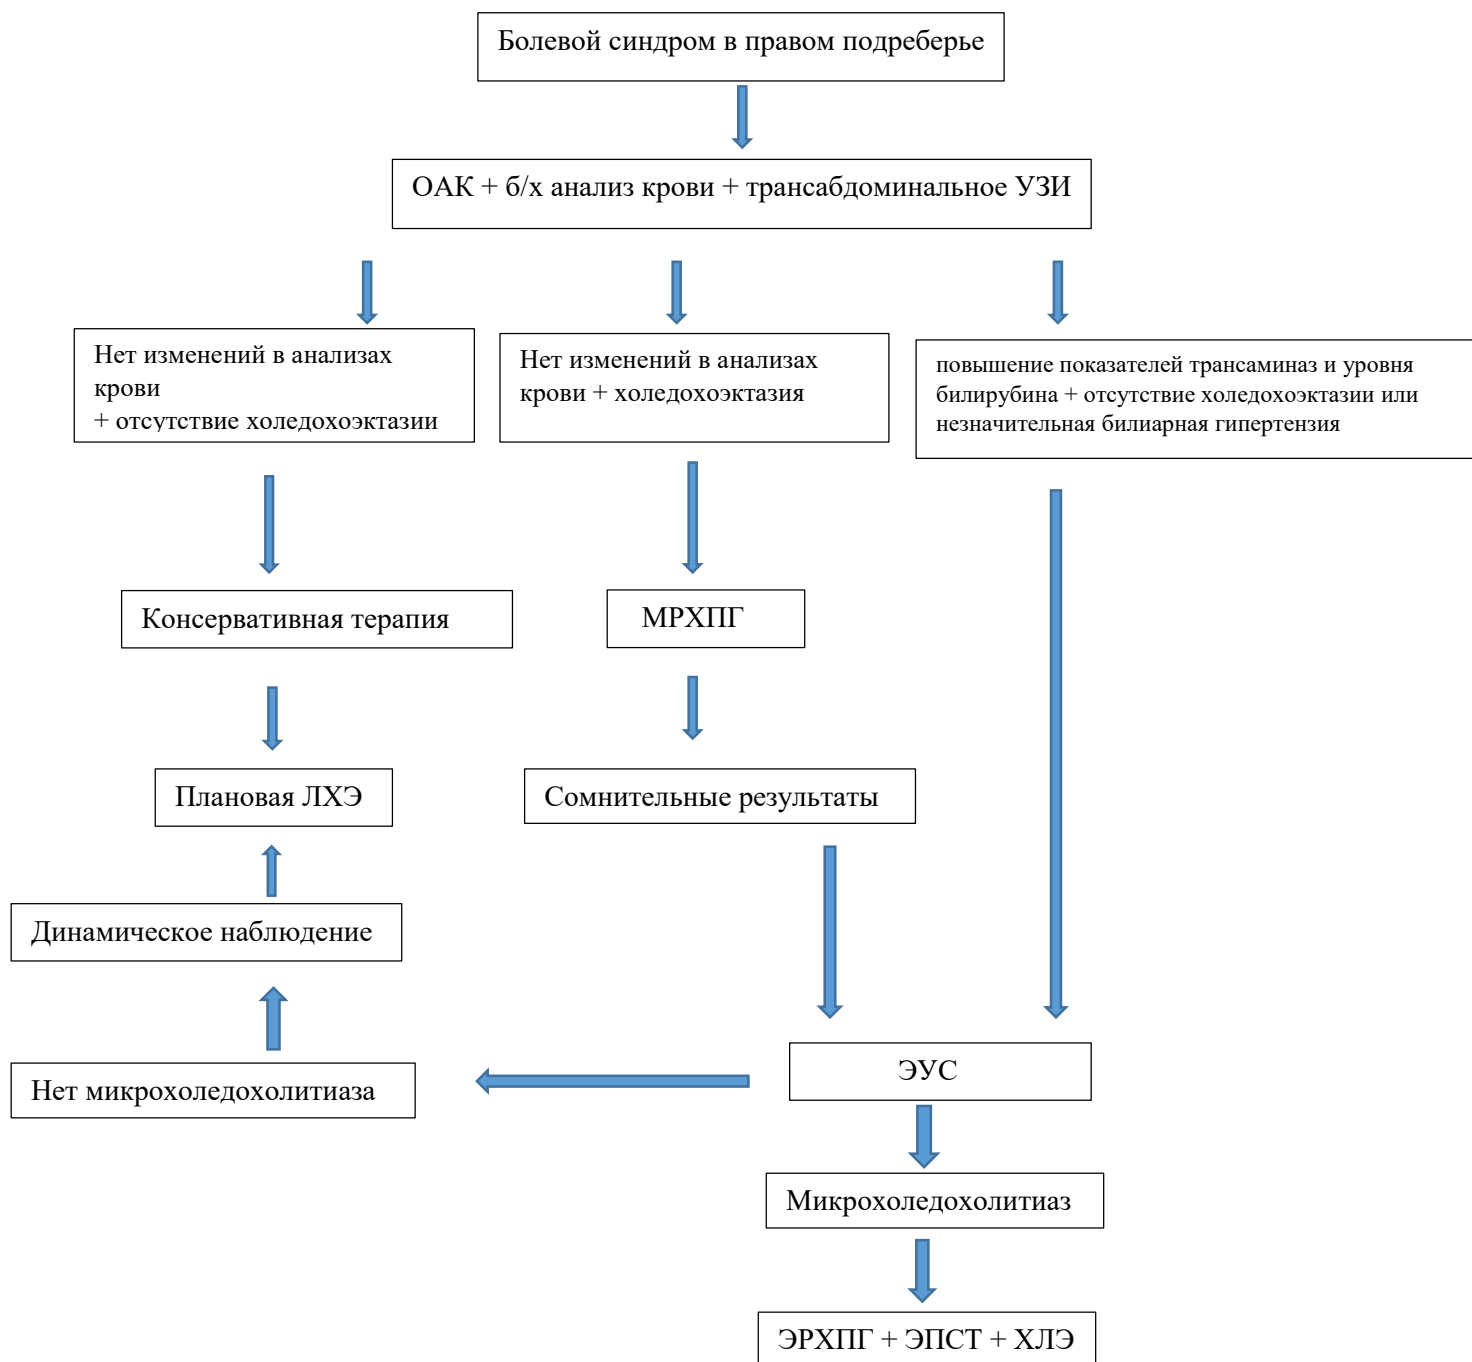 Болевой синдром в правом подреберье
ОАК + б/х анализ крови + трансабдоминальное УЗИ
Нет изменений в анализах
крови
+ отсутствие холедохоэктазии
Нет изменений в анализах
крови + холедохоэктазия
повышение показателей трансаминаз и уровня
билирубина + отсутствие холедохоэктазии или
незначительная билиарная гипертензия
Консервативная терапия
МРХПГ
Плановая ЛХЭ
Сомнительные результаты
Динамическое наблюдение
Нет микрохоледохолитиаза
ЭУС
Микрохоледохолитиаз
ЭРХПГ + ЭПСТ + ХЛЭ